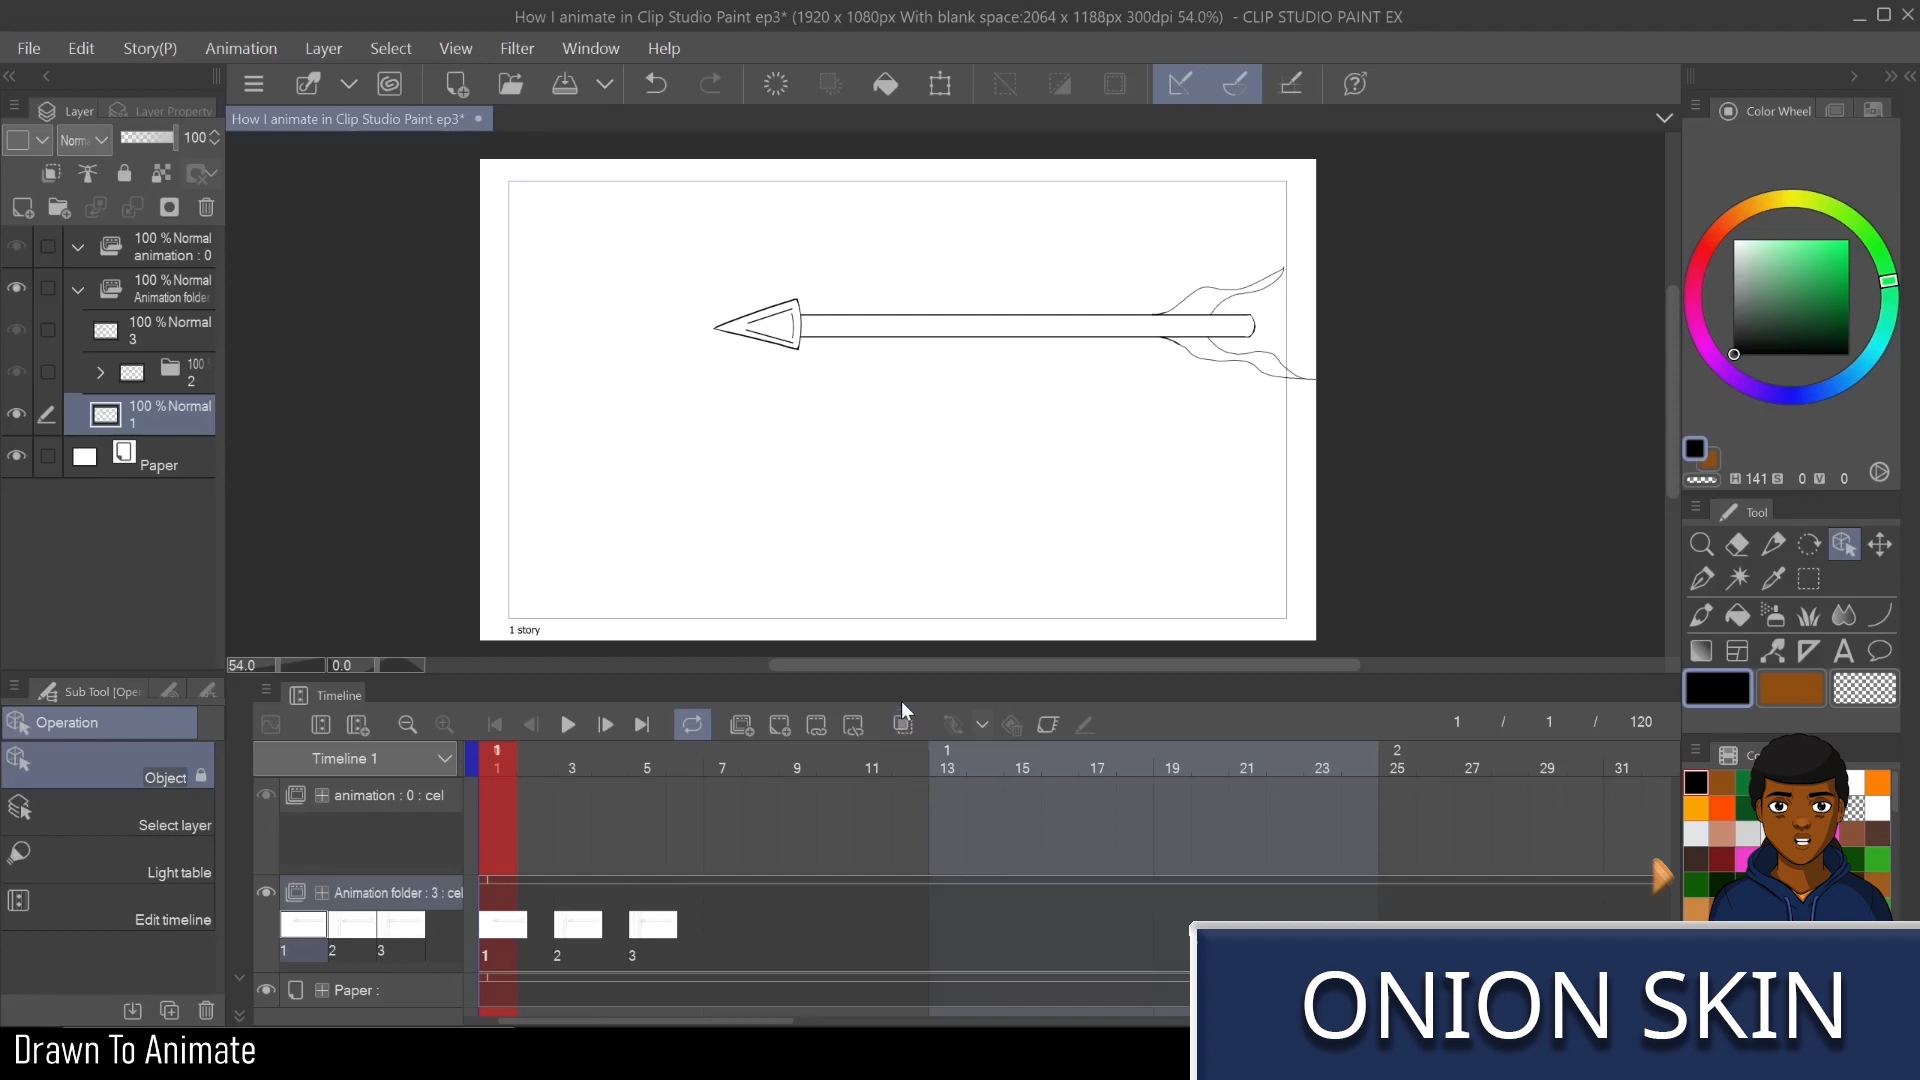 How I animate in Clip Studio Paint ep3* (1920 x 1080px With blank space:2064 x 1188px 300dpi 54.0%) - CLIP STUDIO PAINT EX
File Edit Story(P) Animation Layer Select View Filter Window Help
Layer Layer Property
How I animate in Clip Studio Paint ep3*
Color Wheel
Norm 100
100 % Normal
animation : 0
100 % Normal
Animation folder
100 % Normal
3
100
2
100 % Normal
1
Paper
1 story
54.0 0.0
H 141 S 0 V 0
Tool
Sub Tool [Ope
Operation
Object
Select layer
Light table
Edit timeline
Timeline
1 / 1 / 120
Timeline 1
1 1 2
1 3 5 7 9 11 13 15 17 19 21 23 25 27 29 31
animation : 0 : cel
Animation folder : 3 : cel
1 2 3
1 2 3
Paper :
Co
ONION SKIN
Drawn To Animate